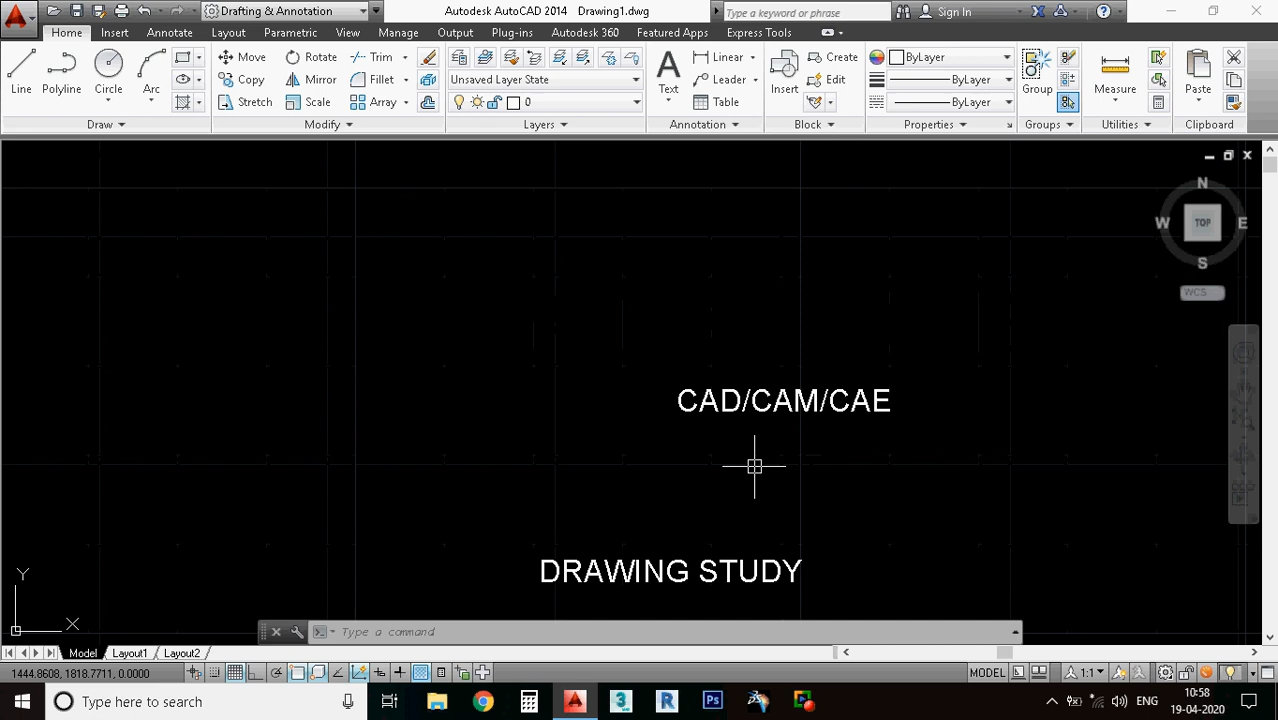 Drafting & Annotation
Autodesk AutoCAD 2014 Drawing1.dwg
Type a keyword or phrase
Sign In
Home Insert Annotate Layout Parametric View Manage Output Plug-ins Autodesk 360 Featured Apps Express Tools
Line Polyline Circle Arc
Move Rotate Trim
Copy Mirror Fillet
Stretch Scale Array
Unsaved Layer State
0
Text
Linear
Leader
Table
Insert
Create
Edit
ByLayer
ByLayer
ByLayer
Group
Measure
Paste
Draw Modify Layers Annotation Block Properties Groups Utilities Clipboard
N
W TOP E
S
WCS
CAD/CAM/CAE
DRAWING STUDY
Y
X
Type a command
Model Layout1 Layout2
1444.8608, 1818.7711, 0.0000
MODEL
1:1
Type here to search
Ps
ENG
10:58
19-04-2020